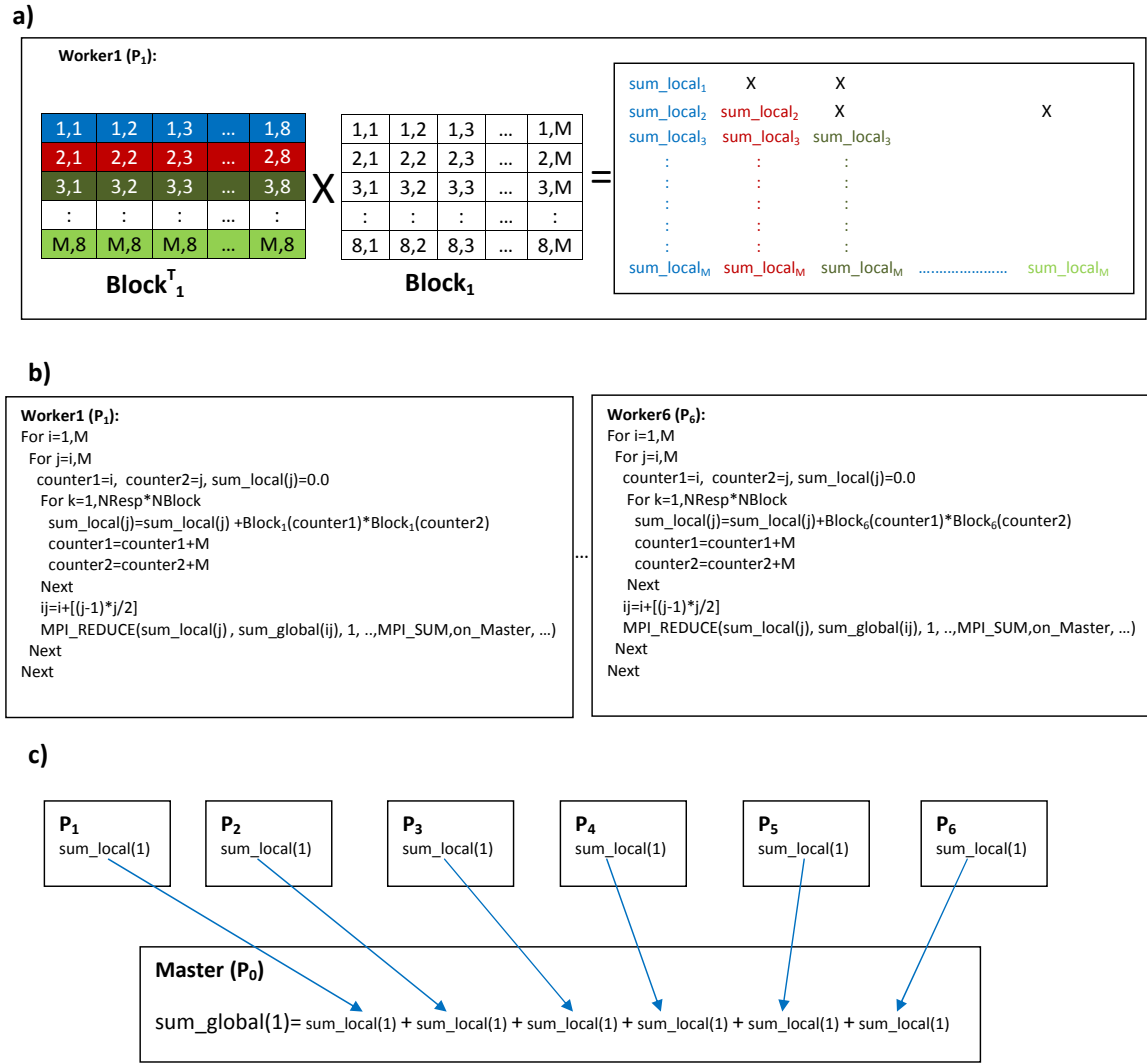 a)
Worker1 (P1):
1,1 1,2 1,3 ... 1,8
2,1 2,2 2,3 ... 2,8
3,1 3,2 3,3 ... 3,8
: : : ... :
M,8 M,8 M,8 ... M,8
Block^T_1
X
1,1 1,2 1,3 ... 1,M
2,1 2,2 2,3 ... 2,M
3,1 3,2 3,3 ... 3,M
: : : ... :
8,1 8,2 8,3 ... 8,M
Block1
=
sum_local1 X X
sum_local2 sum_local2 X X
sum_local3 sum_local3 sum_local3
: : :
: : :
: : :
: : :
: : :
sum_localM sum_localM sum_localM ........................ sum_localM
b)
Worker1 (P1):
For i=1,M
For j=i,M
counter1=i, counter2=j, sum_local(j)=0.0
For k=1,NResp*NBlock
sum_local(j)=sum_local(j) +Block1(counter1)*Block1(counter2)
counter1=counter1+M
counter2=counter2+M
Next
ij=i+[(j-1)*j/2]
MPI_REDUCE(sum_local(j) , sum_global(ij), 1, ..,MPI_SUM,on_Master, ...)
Next
Next
...
Worker6 (P6):
For i=1,M
For j=i,M
counter1=i, counter2=j, sum_local(j)=0.0
For k=1,NResp*NBlock
sum_local(j)=sum_local(j)+Block6(counter1)*Block6(counter2)
counter1=counter1+M
counter2=counter2+M
Next
ij=i+[(j-1)*j/2]
MPI_REDUCE(sum_local(j), sum_global(ij), 1, ..,MPI_SUM,on_Master, ...)
Next
Next
c)
P1
sum_local(1)
P2
sum_local(1)
P3
sum_local(1)
P4
sum_local(1)
P5
sum_local(1)
P6
sum_local(1)
Master (P0)
sum_global(1)= sum_local(1) + sum_local(1) + sum_local(1) + sum_local(1) + sum_local(1) + sum_local(1)